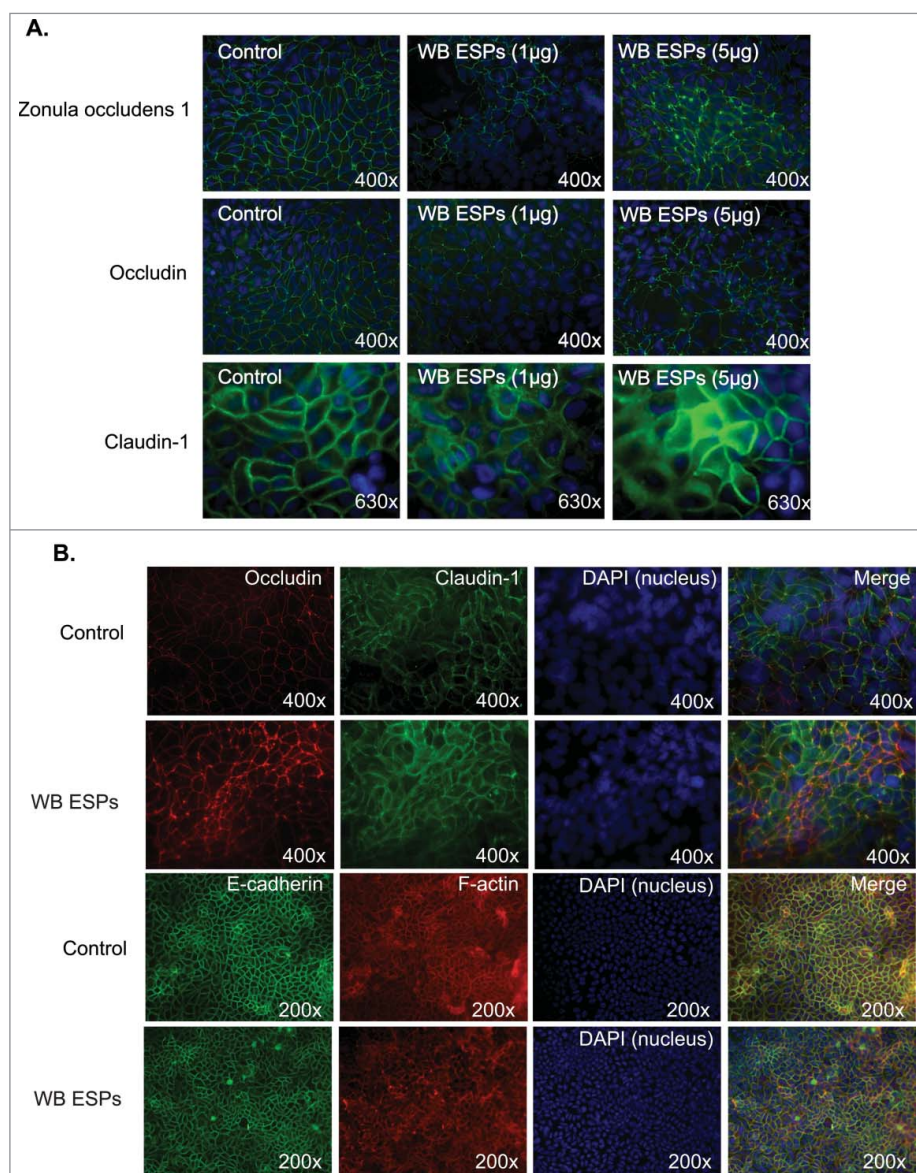 A.
Control WB ESPs (1µg) WB ESPs (5µg)
Zonula occludens 1
400x 400x 400x
Control WB ESPs (1µg) WB ESPs (5µg)
Occludin
400x 400x 400x
Control WB ESPs (1µg) WB ESPs (5µg)
Claudin-1
630x 630x 630x
B.
Occludin Claudin-1 DAPI (nucleus) Merge
Control
400x 400x 400x 400x
WB ESPs
400x 400x 400x 400x
E-cadherin F-actin DAPI (nucleus) Merge
Control
200x 200x 200x 200x
DAPI (nucleus)
WB ESPs
200x 200x 200x 200x